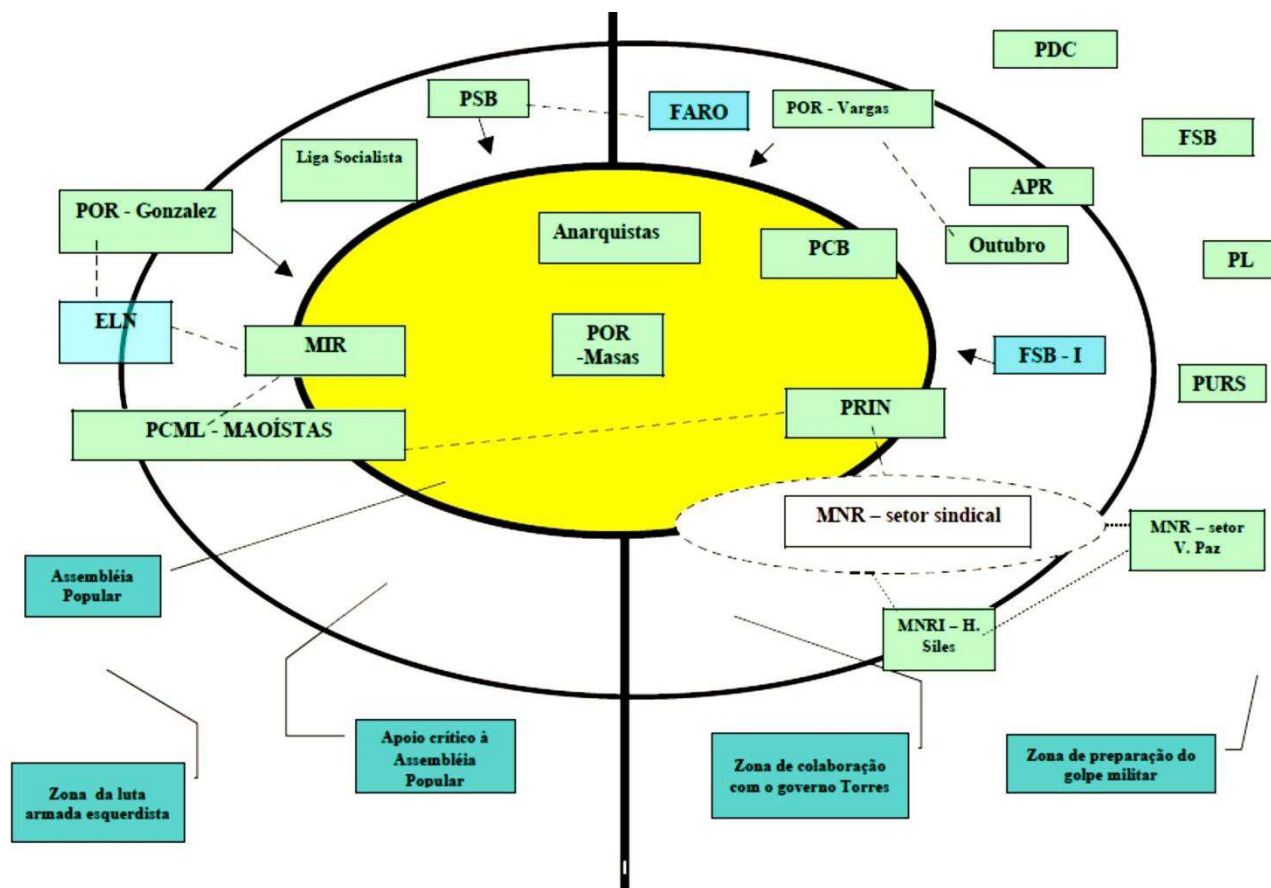 PDC
PSB
FARO
POR - Vargas
FSB
Liga Socialista
APR
POR - Gonzalez
Anarquistas
PCB
Outubro
PL
ELN
MIR
POR
-Masas
FSB - I
PURS
PCML - MAOÍSTAS
PRIN
MNR – setor sindical
MNR – setor
V. Paz
Assembléia
Popular
MNRI – H.
Siles
Apoio crítico à
Assembléia
Popular
Zona de colaboração
com o governo Torres
Zona de preparação do
golpe militar
Zona da luta
armada esquerdista